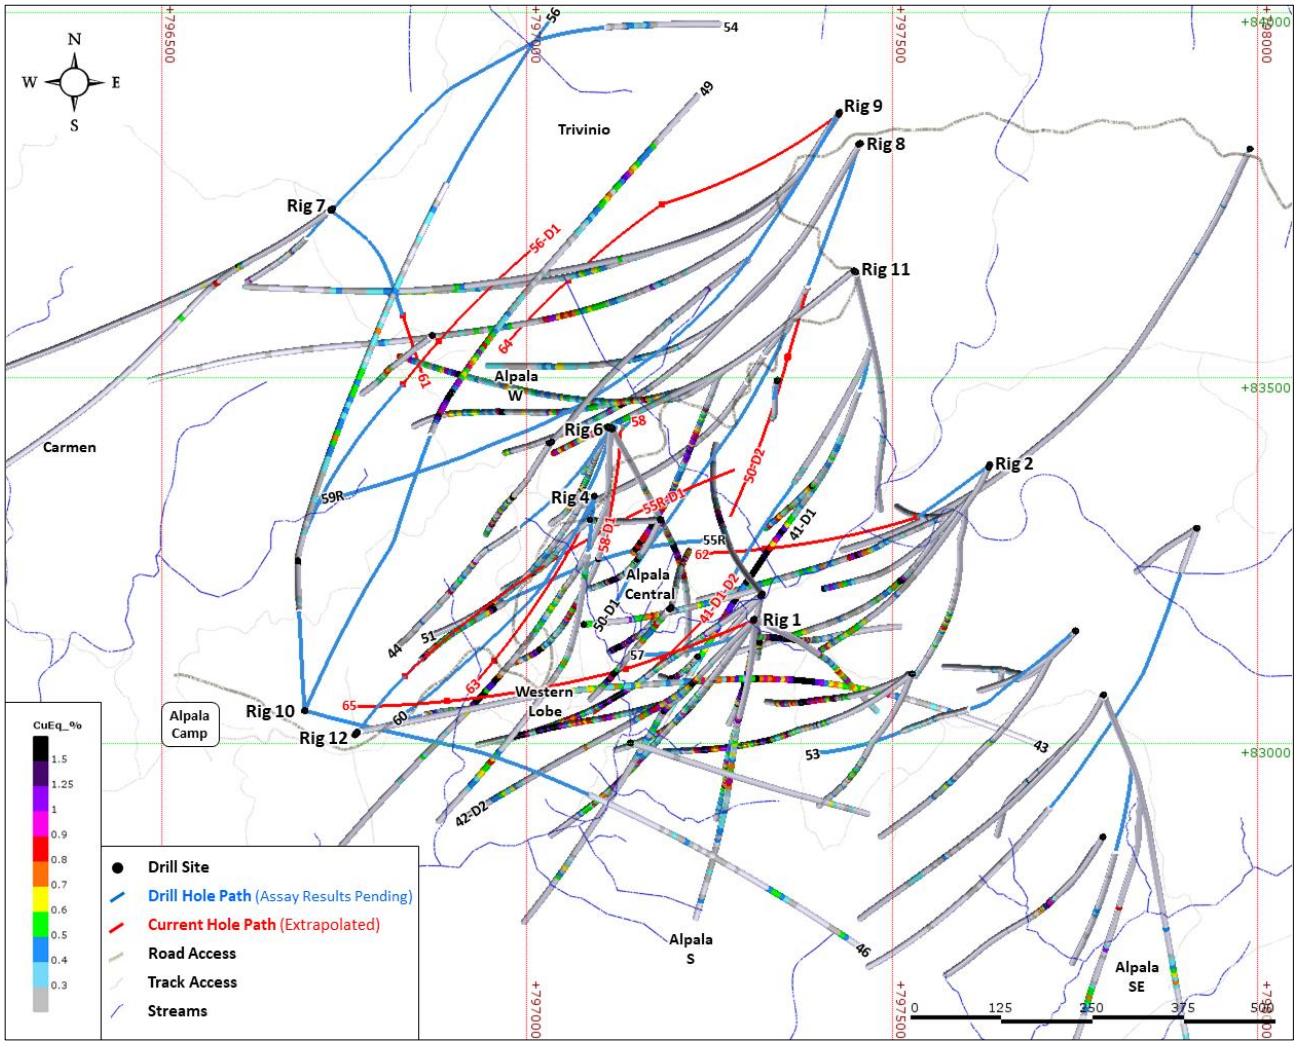 56
54
+796500
+797000
+797500
+798000
+84000
N
W E
S
49
Rig 9
Trivinio
Rig 8
Rig 7
56-D1
Rig 11
64
61
+83500
Alpala
W
58
Rig 6
Carmen
Rig 2
50-D2
59R
Rig 4
55R-D1
41-D1
58-D1
55R
62
Alpala
Central
41-D1-D2
50-D1
Rig 1
51
44
57
63
Western
Lobe
65
Rig 10
60
Alpala
Camp
Rig 12
43
53
+83000
CuEq_%
1.5
1.25
1
0.9
0.8
0.7
0.6
0.5
0.4
0.3
42-D2
Drill Site
Drill Hole Path (Assay Results Pending)
Current Hole Path (Extrapolated)
Road Access
Track Access
Streams
Alpala
S
46
Alpala
SE
0 125 250 375 500
+797000
+797500